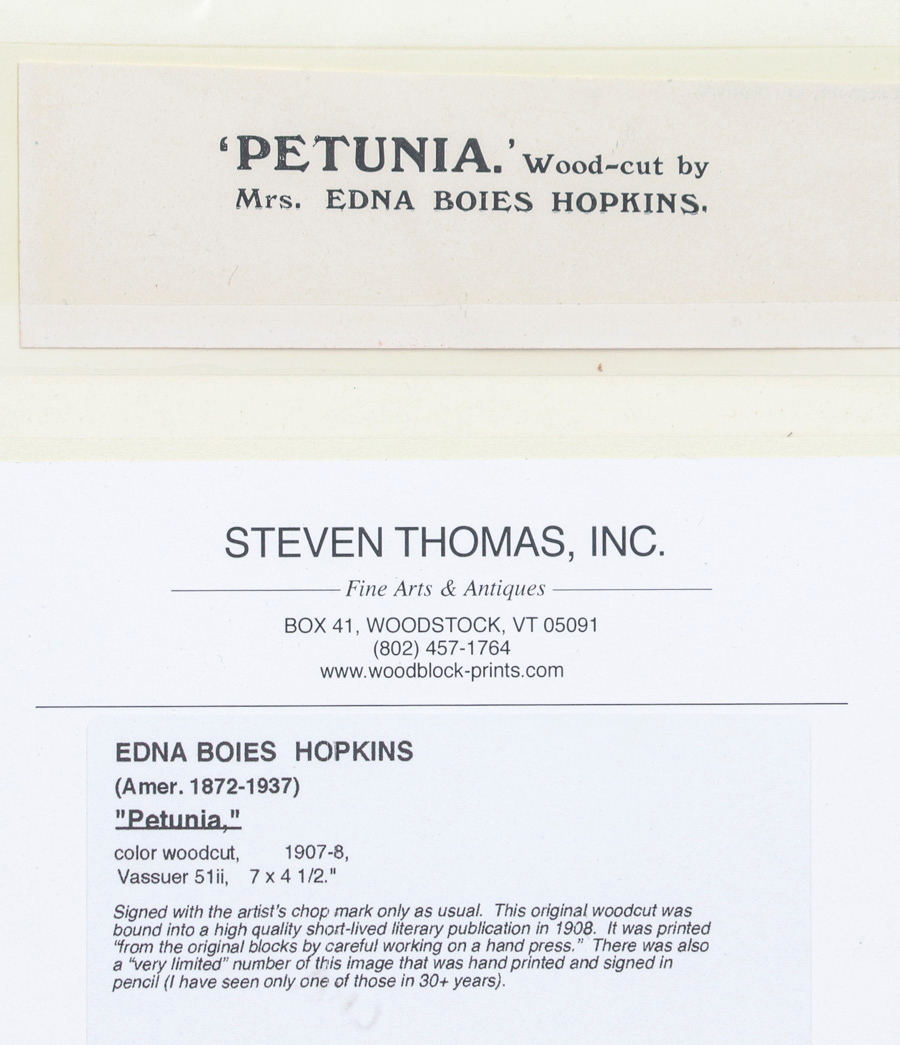 ‘PETUNIA.’ Wood-cut by
Mrs. EDNA BOIES HOPKINS.
STEVEN THOMAS, INC.
Fine Arts & Antiques
BOX 41, WOODSTOCK, VT 05091
(802) 457-1764
www.woodblock-prints.com
EDNA BOIES HOPKINS
(Amer. 1872-1937)
"Petunia,"
color woodcut, 1907-8,
Vassuer 51ii, 7 x 4 1/2."
Signed with the artist's chop mark only as usual. This original woodcut was
bound into a high quality short-lived literary publication in 1908. It was printed
“from the original blocks by careful working on a hand press.” There was also
a “very limited” number of this image that was hand printed and signed in
pencil (I have seen only one of those in 30+ years).